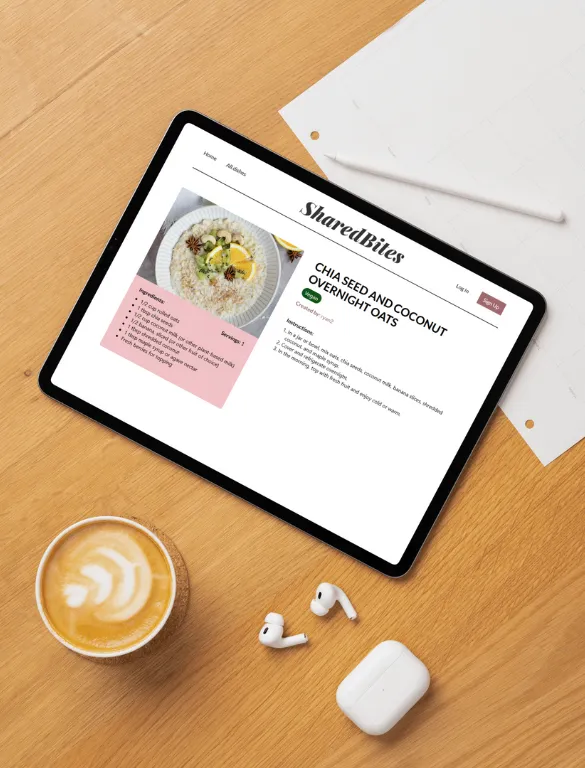 Home
All dishes
SharedBites
Log In
Sign Up
CHIA SEED AND COCONUT
OVERNIGHT OATS
Vegan
Created by:
Ingredients:
Servings: 1
1/2 cup rolled oats
1 tbsp chia seeds
1/2 cup coconut milk (or other plant-based milk)
1/2 banana, sliced (or other fruit of choice)
1 tbsp shredded coconut
1 tbsp maple syrup or agave nectar
Fresh berries for topping
Instructions:
1. In a jar or bowl, mix oats, chia seeds, coconut milk, banana slices, shredded
coconut, and maple syrup.
2. Cover and refrigerate overnight.
3. In the morning, top with fresh fruit and enjoy cold or warm.